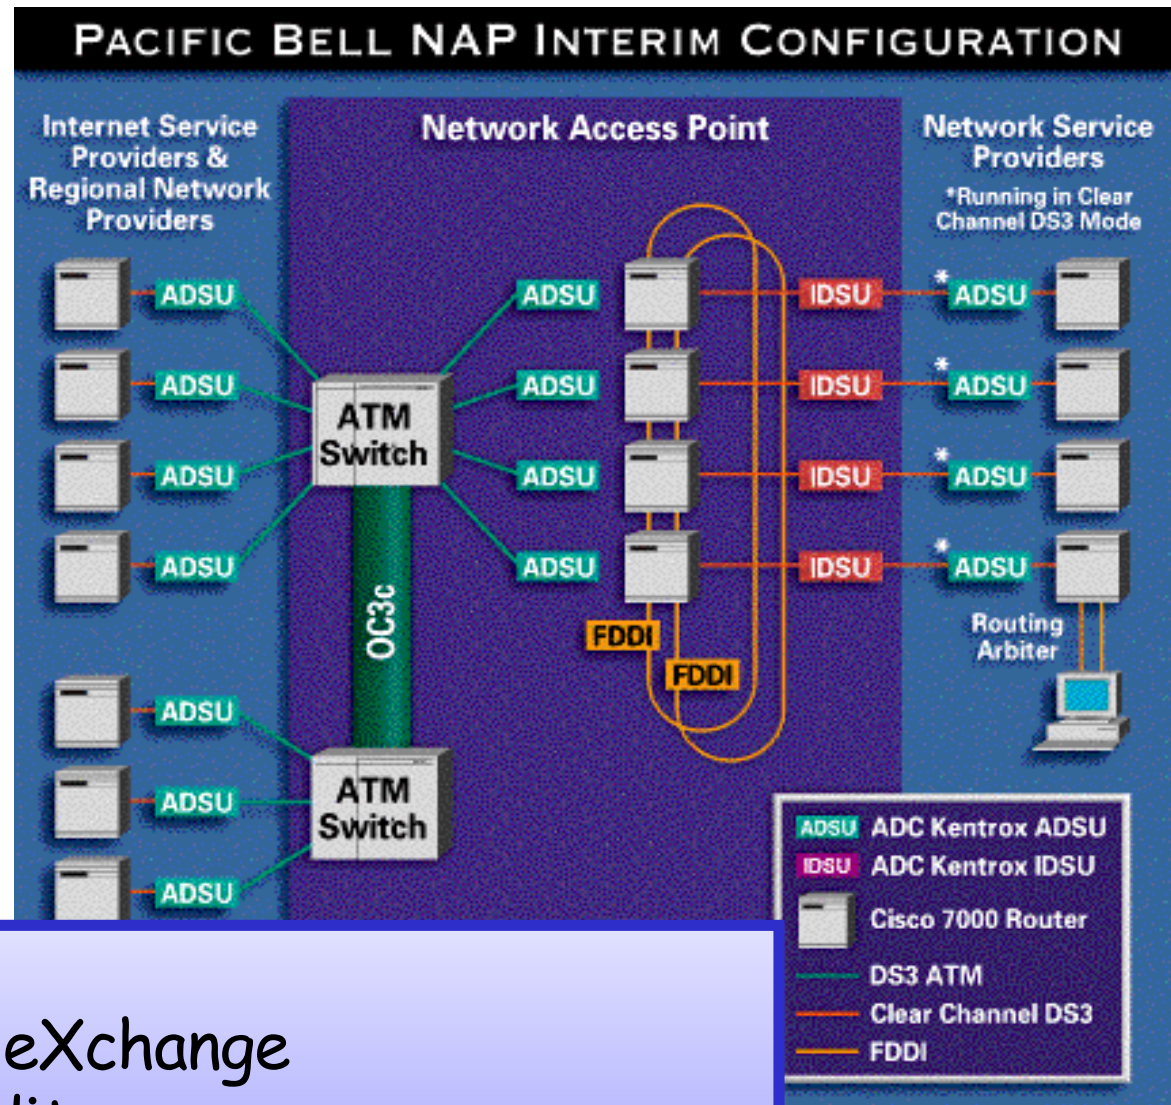 PACIFIC BELL NAP INTERIM CONFIGURATION
Internet Service
Providers &
Regional Network
Providers
Network Access Point
Network Service
Providers
*Running in Clear
Channel DS3 Mode
ADSU
ADSU
IDSU
* ADSU
ADSU
ADSU
IDSU
* ADSU
ATM
Switch
ADSU
ADSU
IDSU
* ADSU
ADSU
ADSU
IDSU
* ADSU
OC3c
FDDI
FDDI
Routing
Arbiter
ADSU
ADSU
ADSU
ATM
Switch
ADSU ADC Kentrox ADSU
IDSU ADC Kentrox IDSU
Cisco 7000 Router
DS3 ATM
Clear Channel DS3
FDDI
eXchange